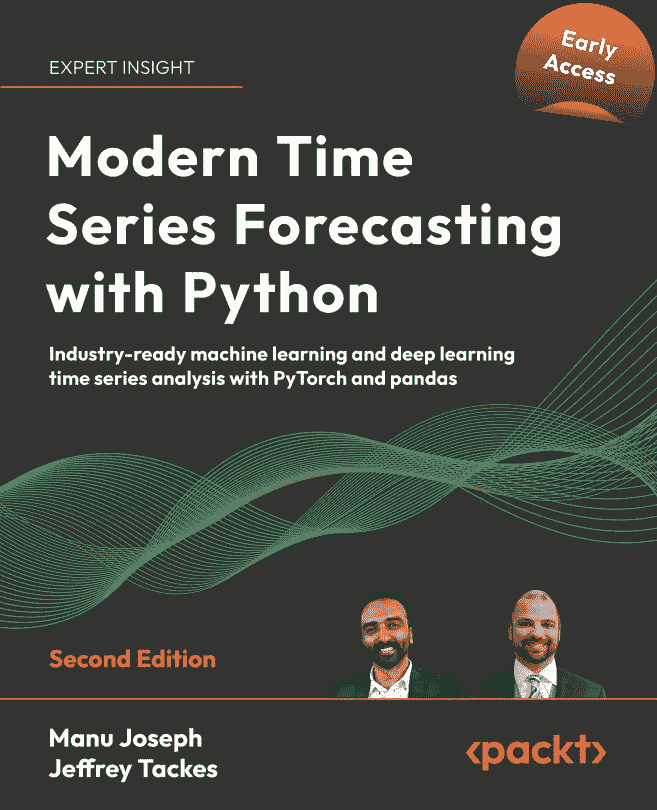 EXPERT INSIGHT
Early
Access
Modern Time
Series Forecasting
with Python
Industry-ready machine learning and deep learning
time series analysis with PyTorch and pandas
Second Edition
Manu Joseph
Jeffrey Tackes
<packt>